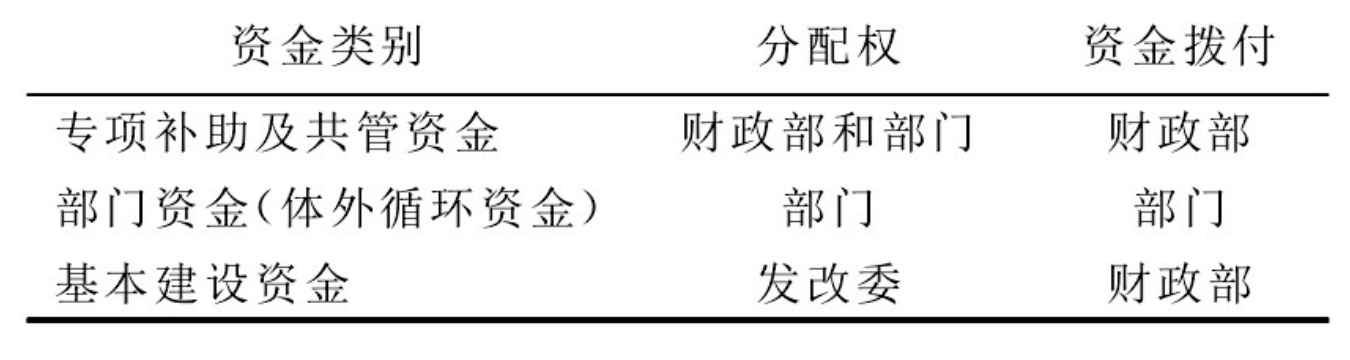 资金类别 分配权 资金拨付
专项补助及共管资金 财政部和部门 财政部
部门资金(体外循环资金) 部门 部门
基本建设资金 发改委 财政部